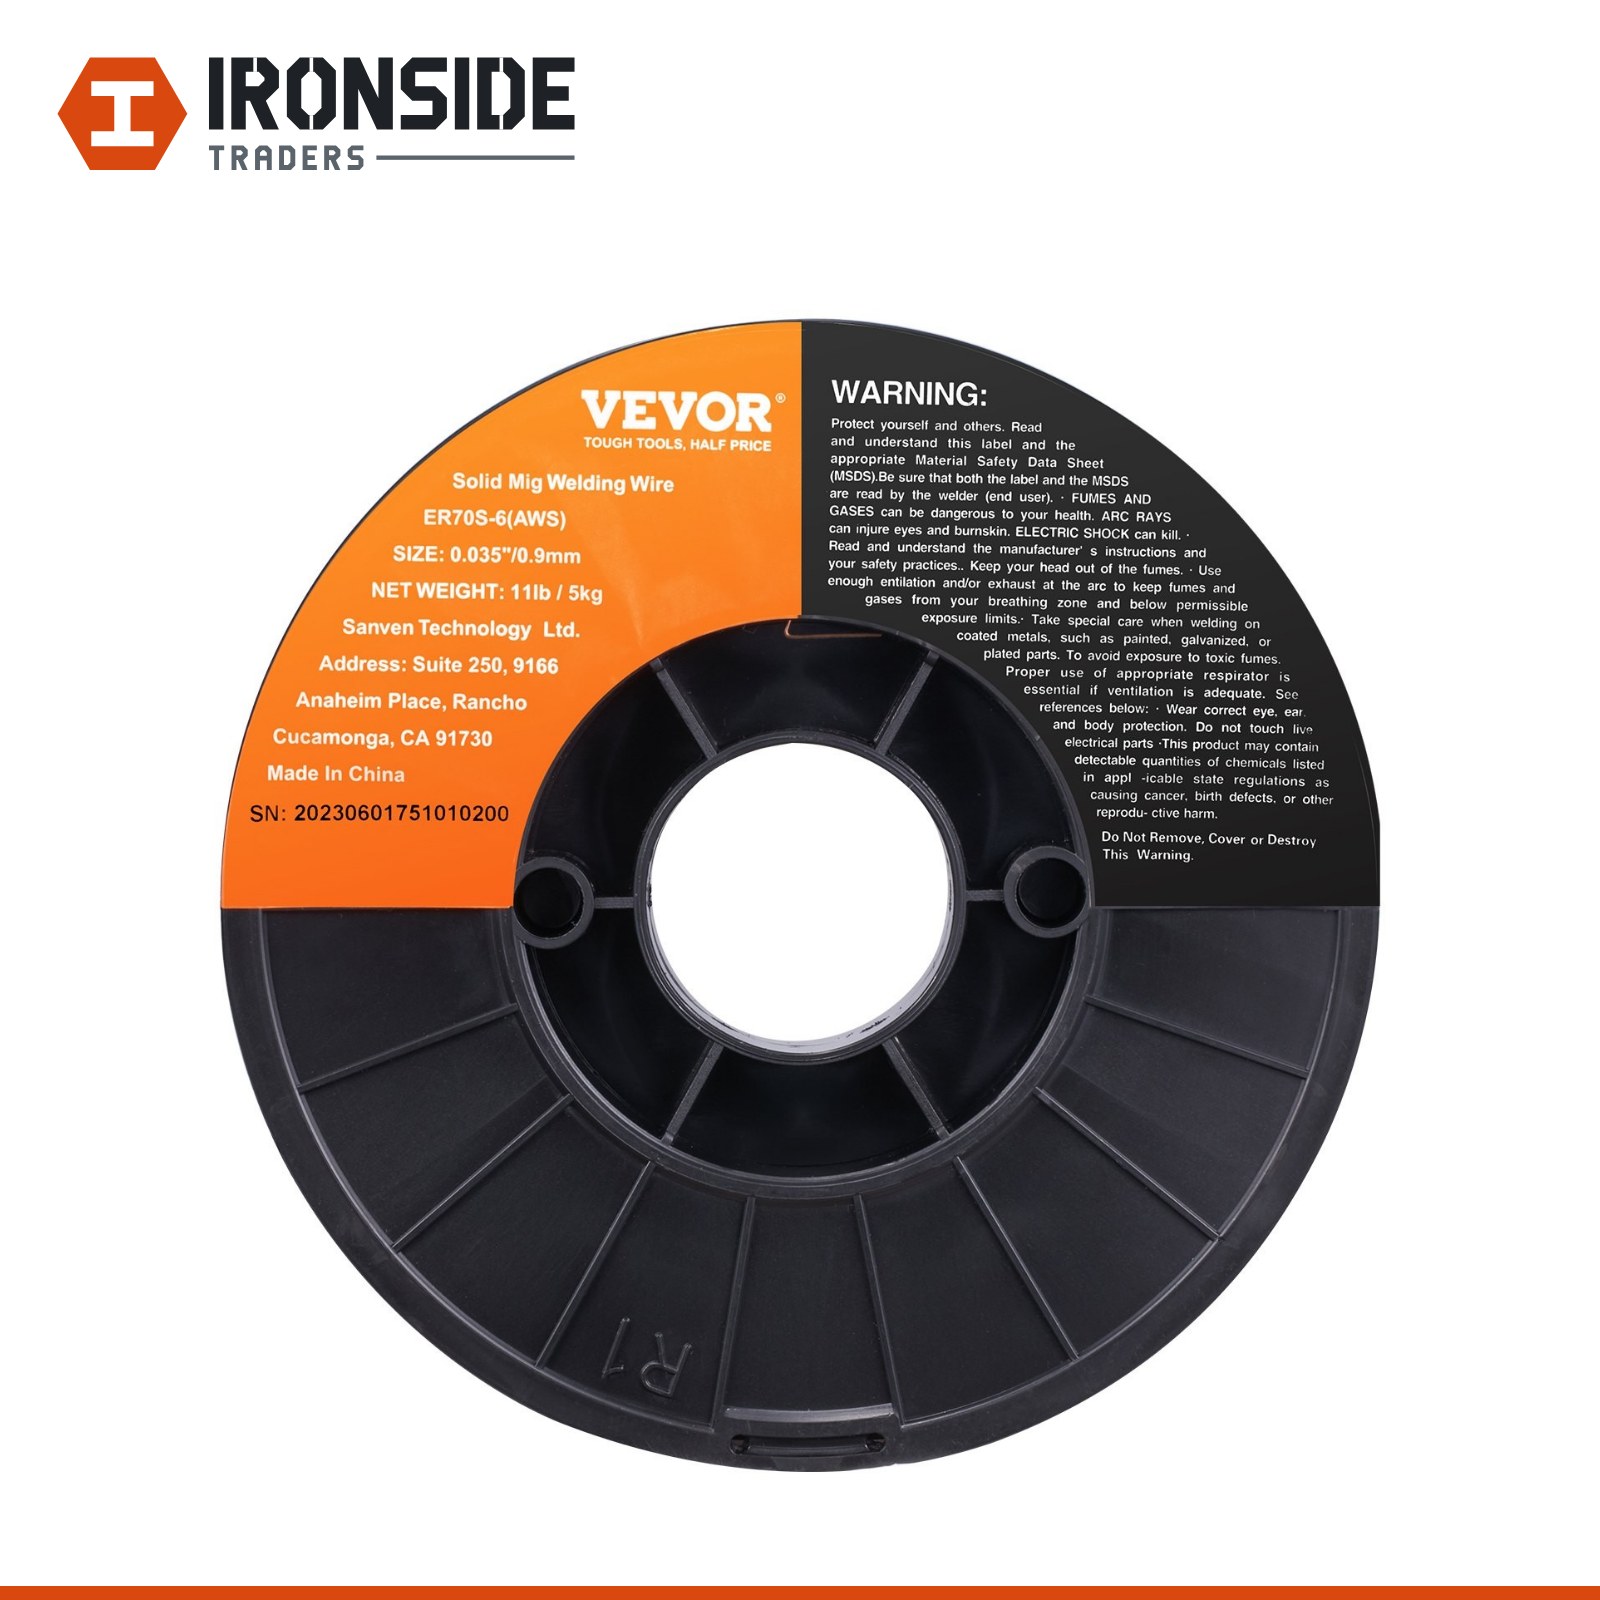 IRONSIDE
TRADERS
VEVOR®
TOUGH TOOLS, HALF PRICE
Solid Mig Welding Wire
ER70S-6(AWS)
SIZE: 0.035"/0.9mm
NET WEIGHT: 11lb / 5kg
Sanven Technology Ltd.
Address: Suite 250, 9166
Anaheim Place, Rancho
Cucamonga, CA 91730
Made In China
SN: 20230601751010200
WARNING:
Protect yourself and others. Read
and understand this label and the
appropriate Material Safety Data Sheet
(MSDS).Be sure that both the label and the MSDS
are read by the welder (end user). · FUMES AND
GASES can be dangerous to your health. ARC RAYS
can injure eyes and burnskin. ELECTRIC SHOCK can kill. ·
Read and understand the manufacturer' s instructions and
your safety practices.. Keep your head out of the fumes. · Use
enough entilation and/or exhaust at the arc to keep fumes and
gases from your breathing zone and below permissible
exposure limits.· Take special care when welding on
coated metals, such as painted, galvanized, or
plated parts. To avoid exposure to toxic fumes.
Proper use of appropriate respirator is
essential if ventilation is adequate. See
references below: · Wear correct eye, ear,
and body protection. Do not touch live
electrical parts ·This product may contain
detectable quantities of chemicals listed
in appl -icable state regulations as
causing cancer, birth defects, or other
reprodu- ctive harm.
Do Not Remove, Cover or Destroy
This Warning.
R1